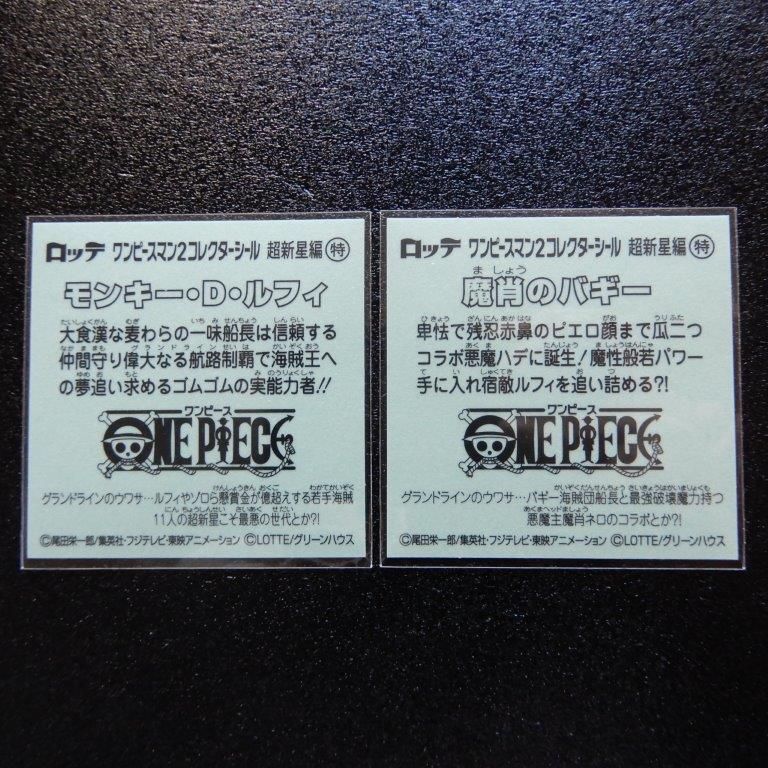 ロッテ ワンピースマン2コレクターシール 超新星編 特
モンキー・D・ルフィ
大食漢な麦わらの一味船長は信頼する
仲間守り偉大なる航路制覇で海賊王へ
の夢追い求めるゴムゴムの実能力者!!
ワンピース
ONE PIECE
グランドラインのウワサ…ルフィやゾロら懸賞金が億超えする若手海賊
11人の超新星こそ最悪の世代とか?!
©尾田栄一郎/集英社・フジテレビ・東映アニメーション ©LOTTE/グリーンハウス
ロッテ ワンピースマン2コレクターシール 超新星編 特
魔肖のバギー
卑怯で残忍赤鼻のピエロ顔まで瓜二つ
コラボ悪魔ハデに誕生!魔性般若パワー
手に入れ宿敵ルフィを追い詰める?!
ワンピース
ONE PIECE
グランドラインのウワサ…バギー海賊団船長と最強破壊魔力持つ
悪魔主魔肖ネロのコラボとか?!
©尾田栄一郎/集英社・フジテレビ・東映アニメーション ©LOTTE/グリーンハウス